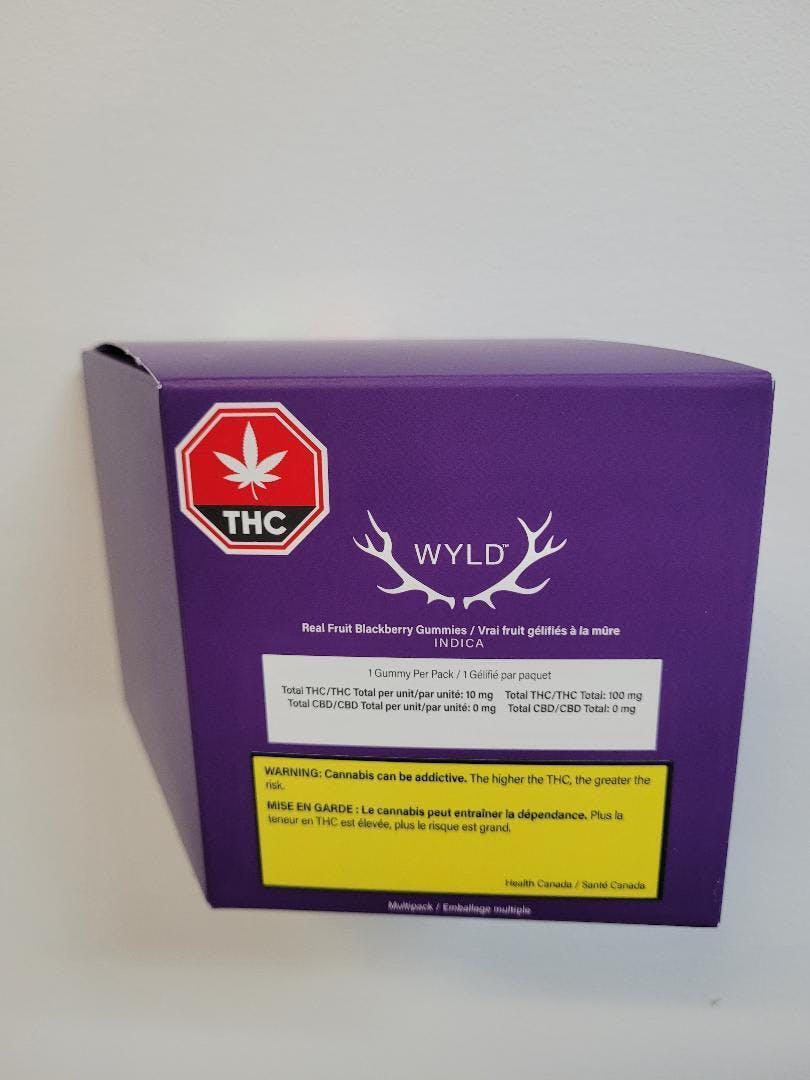 THC
WYLD™
Real Fruit Blackberry Gummies / Vrai fruit gélifiés à la mûre
INDICA
1 Gummy Per Pack / 1 Gélifié par paquet
Total THC/THC Total per unit/par unité: 10 mg Total THC/THC Total: 100 mg
Total CBD/CBD Total per unit/par unité: 0 mg Total CBD/CBD Total: 0 mg
WARNING: Cannabis can be addictive. The higher the THC, the greater the
risk.
MISE EN GARDE : Le cannabis peut entraîner la dépendance. Plus la
teneur en THC est élevée, plus le risque est grand.
Health Canada / Santé Canada
Multipack / Emballage multiple